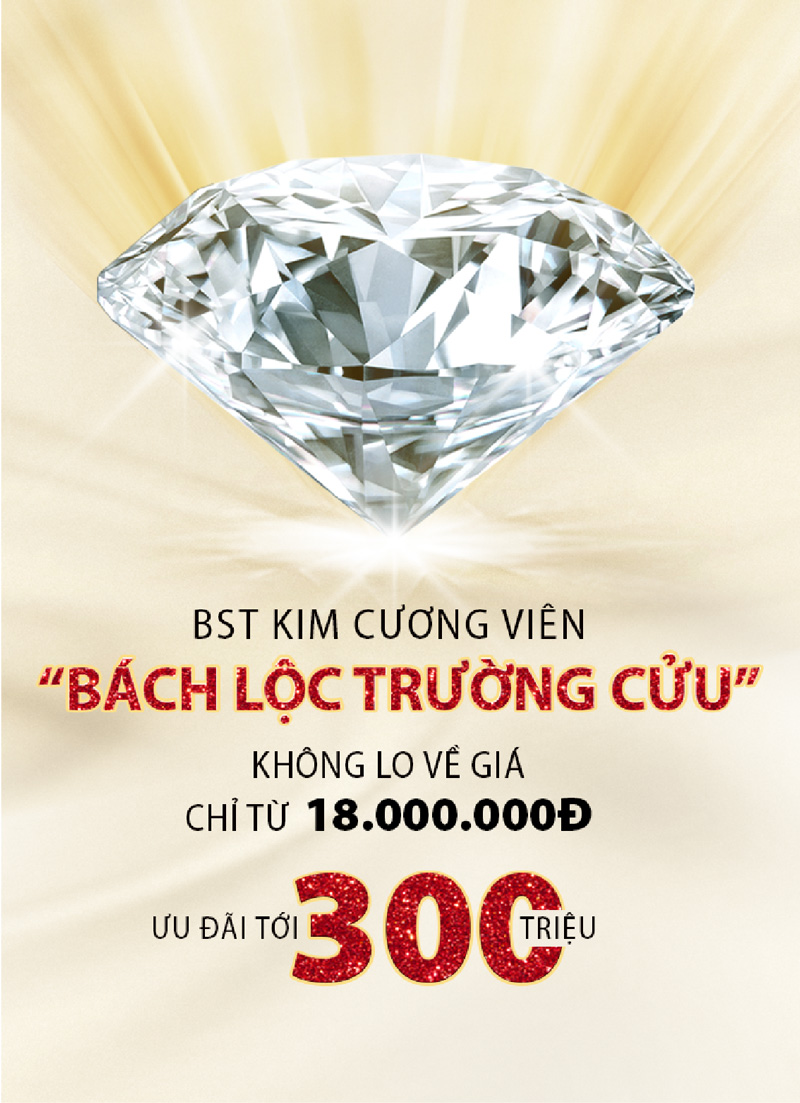 BST KIM CƯƠNG VIÊN
“BÁCH LỘC TRƯỜNG CỬU”
KHÔNG LO VỀ GIÁ
CHỈ TỪ 18.000.000Đ
ƯU ĐÃI TỚI 300 TRIỆU